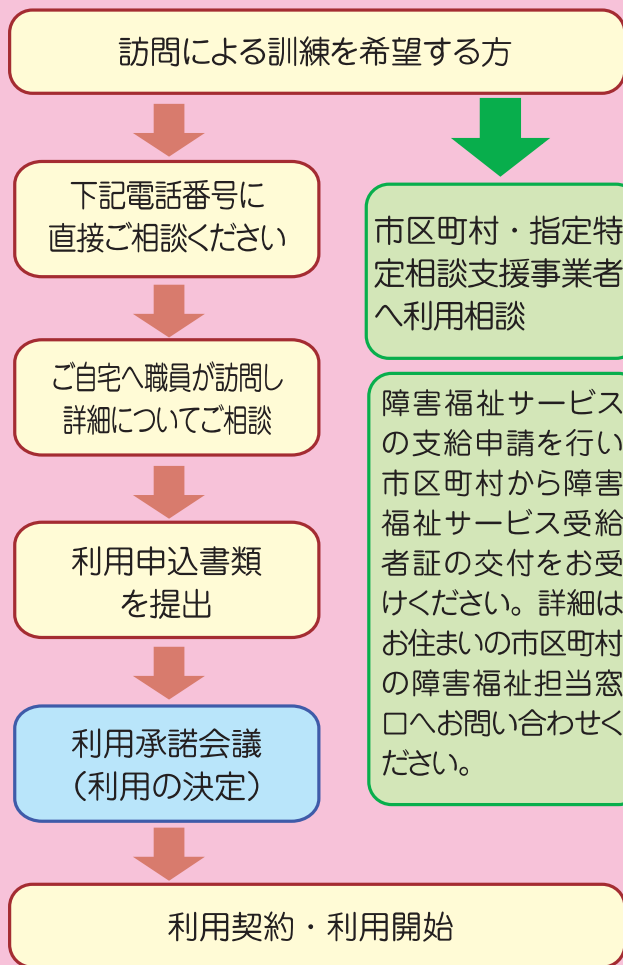 訪問による訓練を希望する方
下記電話番号に
直接ご相談ください
ご自宅へ職員が訪問し
詳細についてご相談
利用申込書類
を提出
利用承諾会議
（利用の決定）
市区町村・指定特
定相談支援事業者
へ利用相談
障害福祉サービス
の支給申請を行い
市区町村から障害
福祉サービス受給
者証の交付をお受
けください。詳細は
お住まいの市区町村
の障害福祉担当窓
口へお問い合わせく
ださい。
利用契約・利用開始